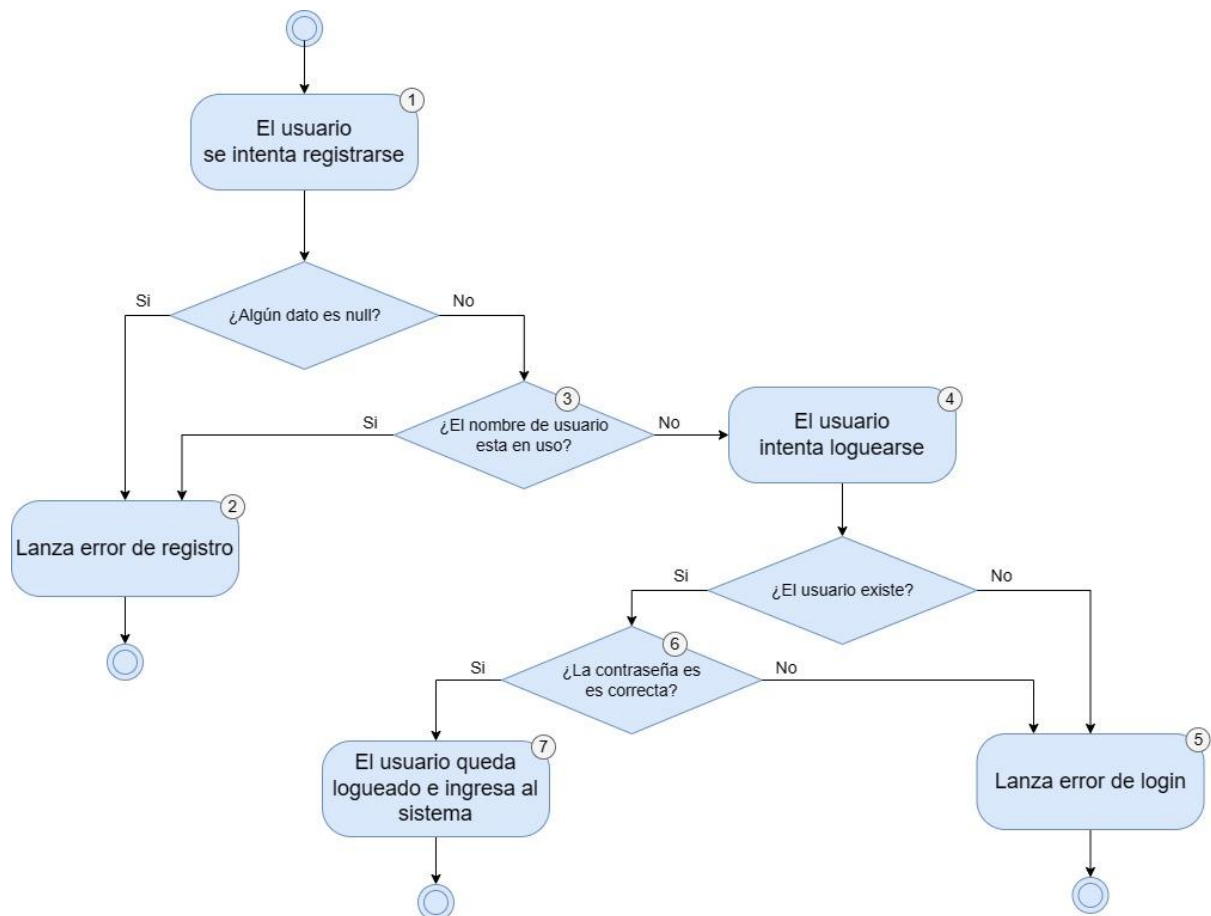 1
El usuario
se intenta registrarse
Si
¿Algún dato es null?
No
3
Si
¿El nombre de usuario
esta en uso?
No
4
El usuario
intenta loguearse
2
Lanza error de registro
Si
¿El usuario existe?
No
6
Si
¿La contraseña es
es correcta?
No
7
El usuario queda
logueado e ingresa al
sistema
5
Lanza error de login